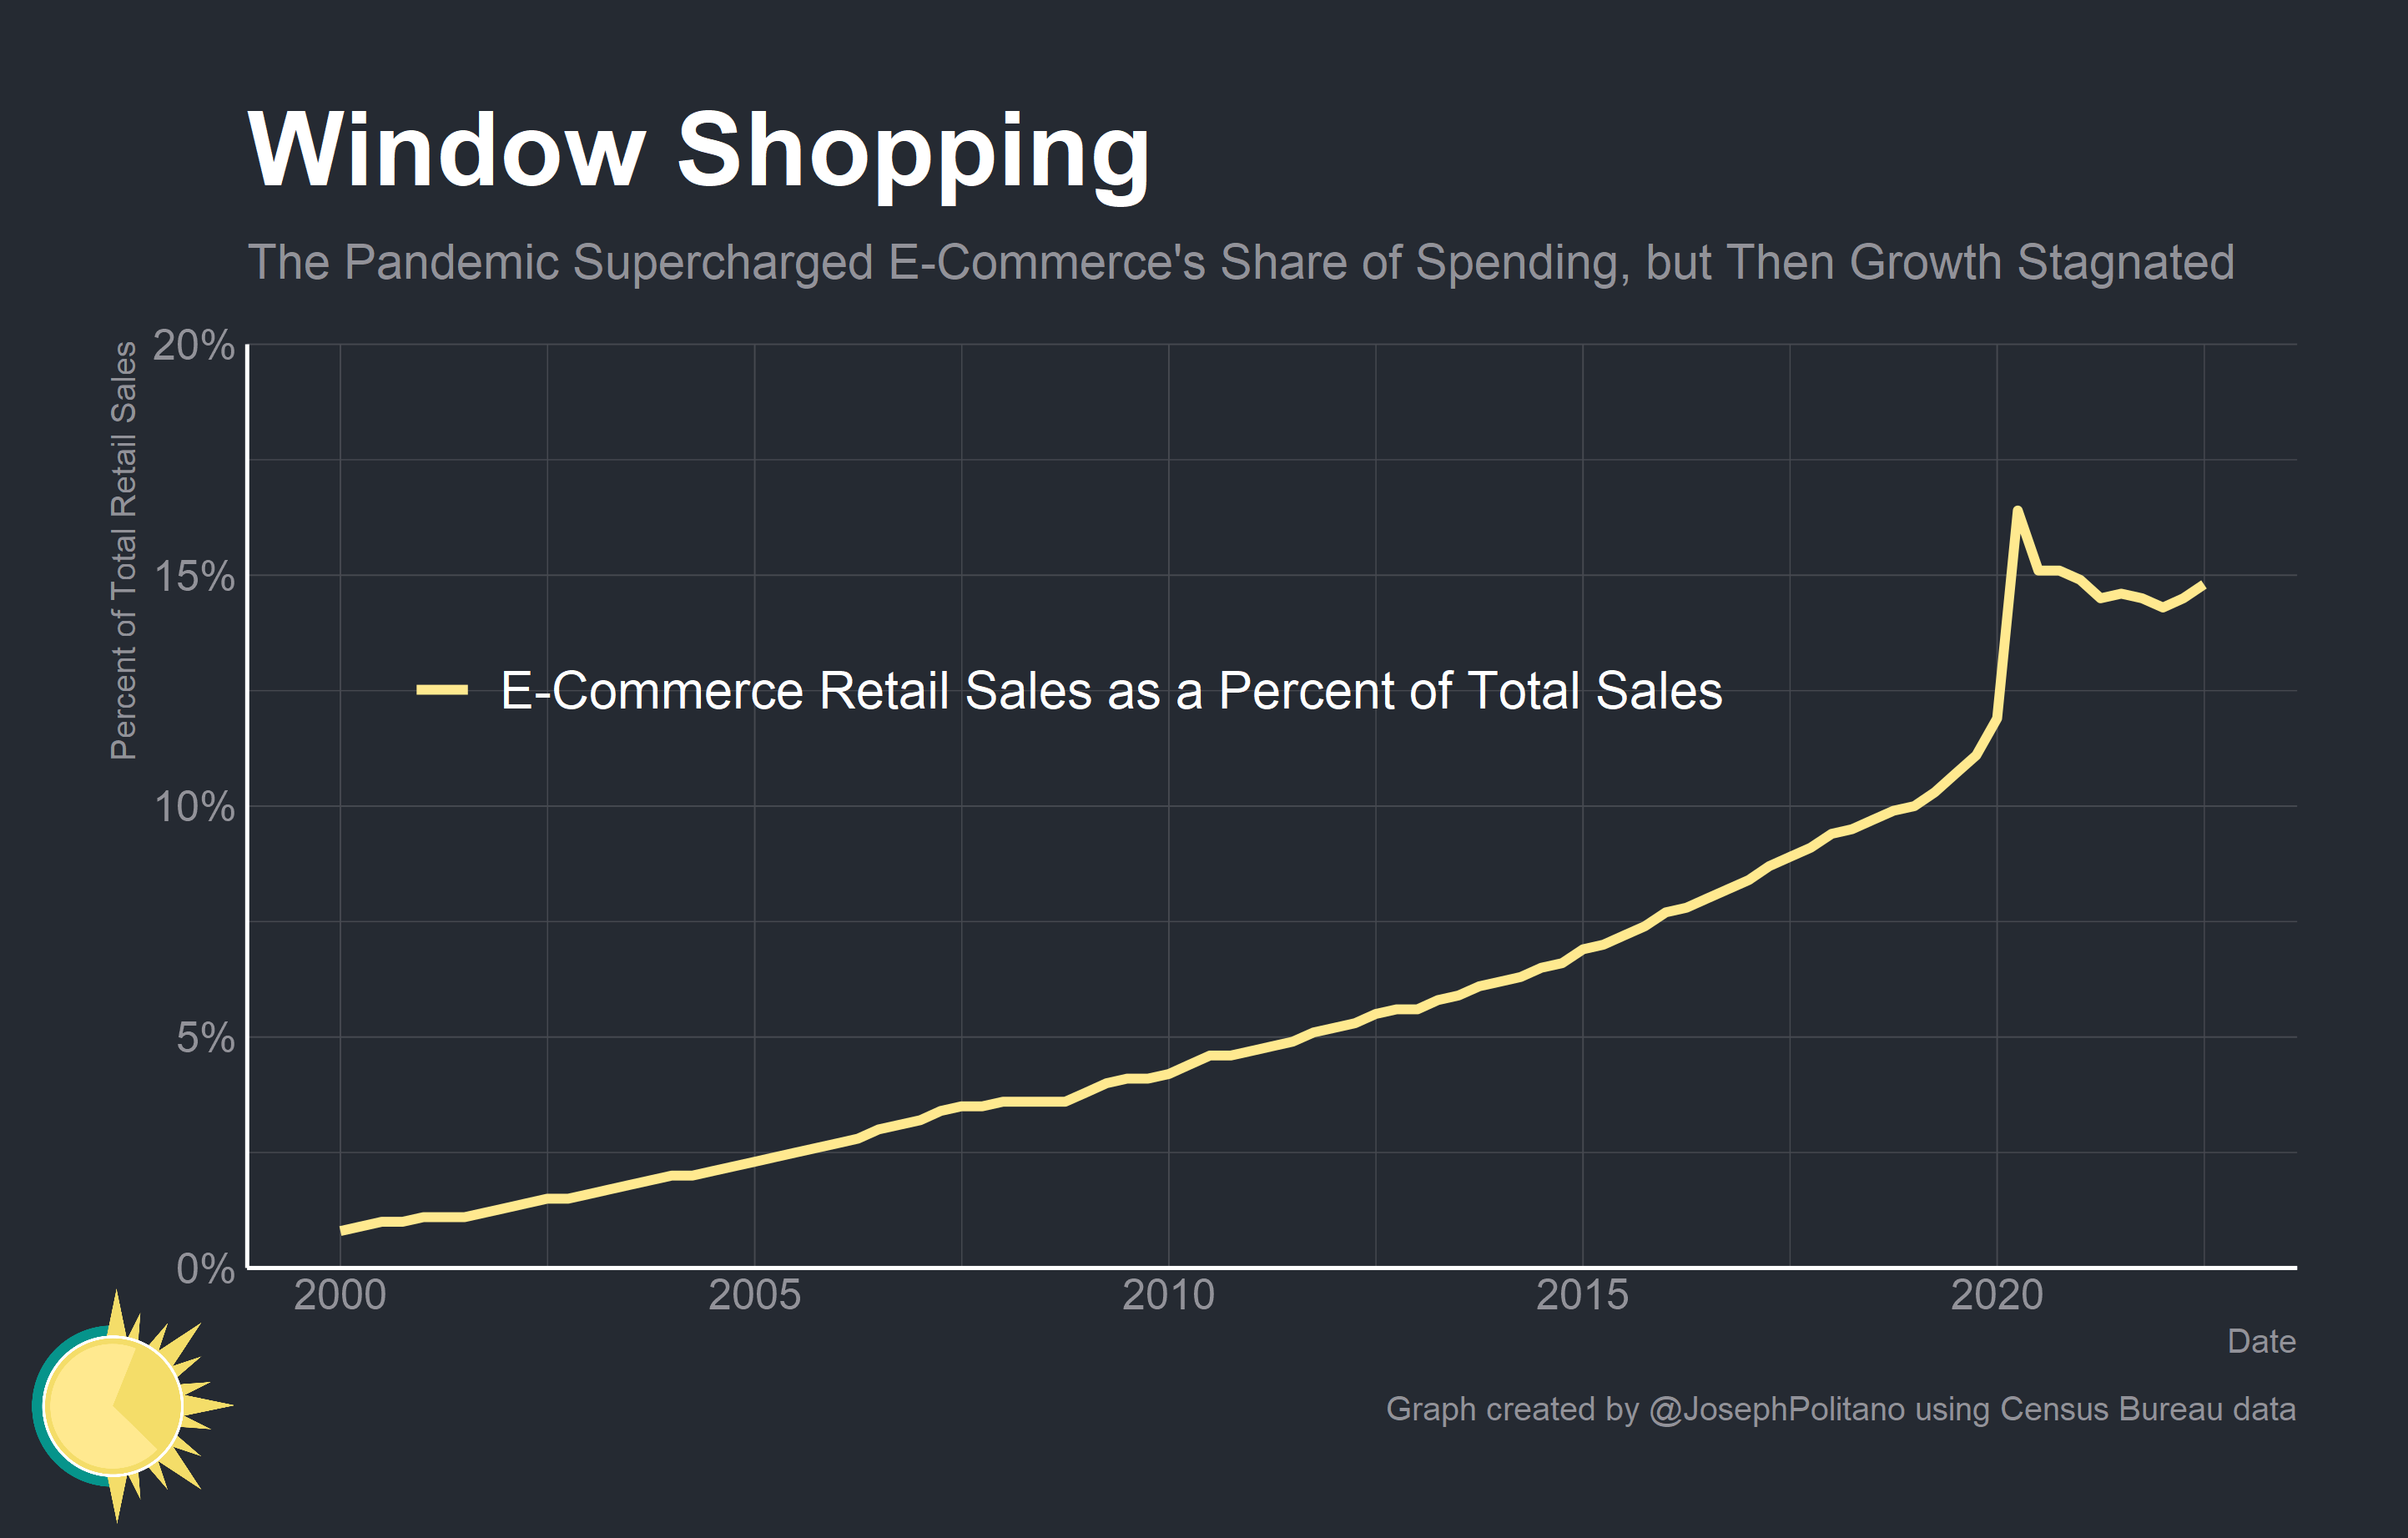 Window Shopping
The Pandemic Supercharged E-Commerce's Share of Spending, but Then Growth Stagnated
Percent of Total Retail Sales
20%
15%
10%
5%
0%
E-Commerce Retail Sales as a Percent of Total Sales
2000
2005
2010
2015
2020
Date
Graph created by @JosephPolitano using Census Bureau data